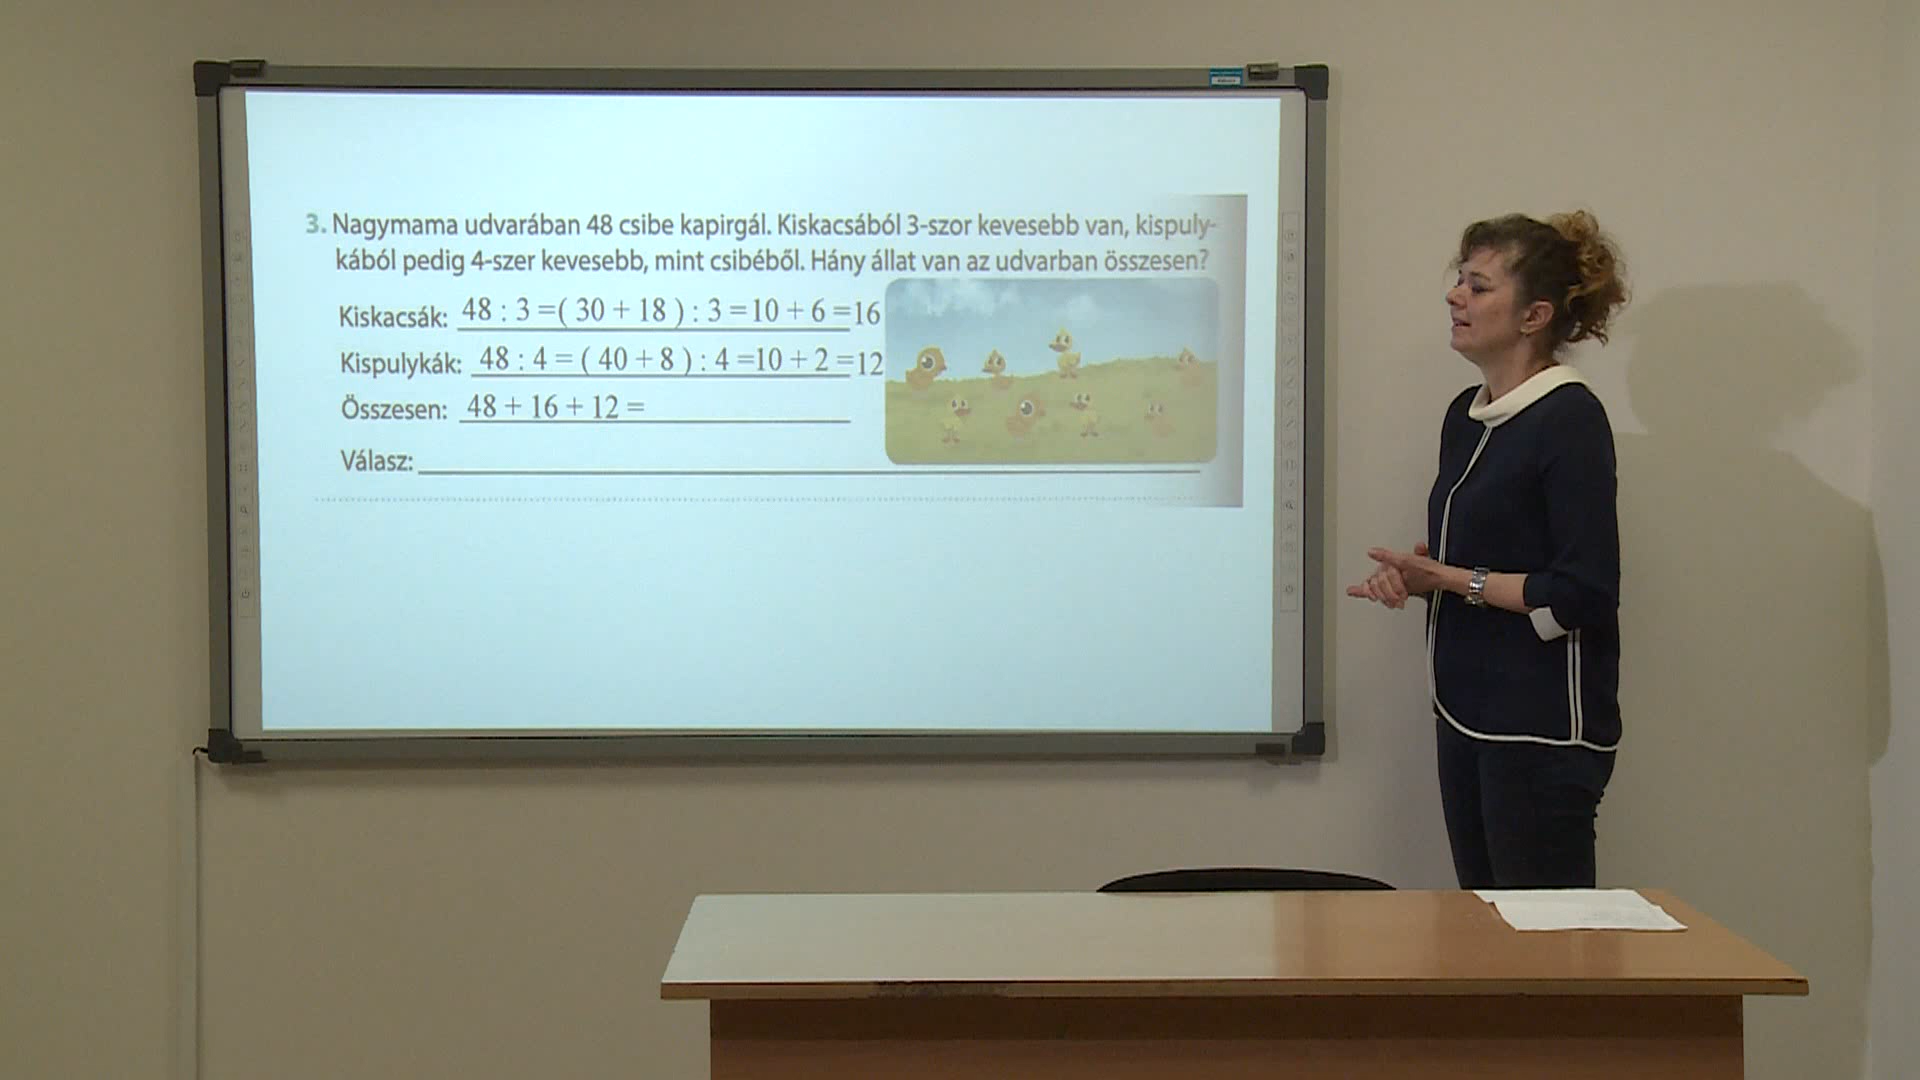 3. Nagymama udvarában 48 csibe kapirgál. Kiskacsából 3-szor kevesebb van, kispuly-
kából pedig 4-szer kevesebb, mint csibéből. Hány állat van az udvarban összesen?
Kiskacsák: 48 : 3 =( 30 + 18 ) : 3 =10 + 6 =16
Kispulykák: 48 : 4 = ( 40 + 8 ) : 4 =10 + 2 =12
Összesen: 48 + 16 + 12 =
Válasz: